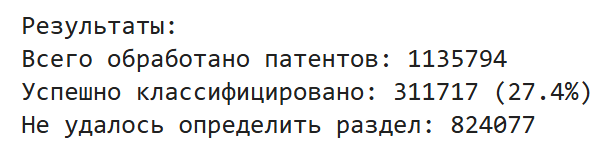 Результаты:
Всего обработано патентов: 1135794
Успешно классифицировано: 311717 (27.4%)
Не удалось определить раздел: 824077